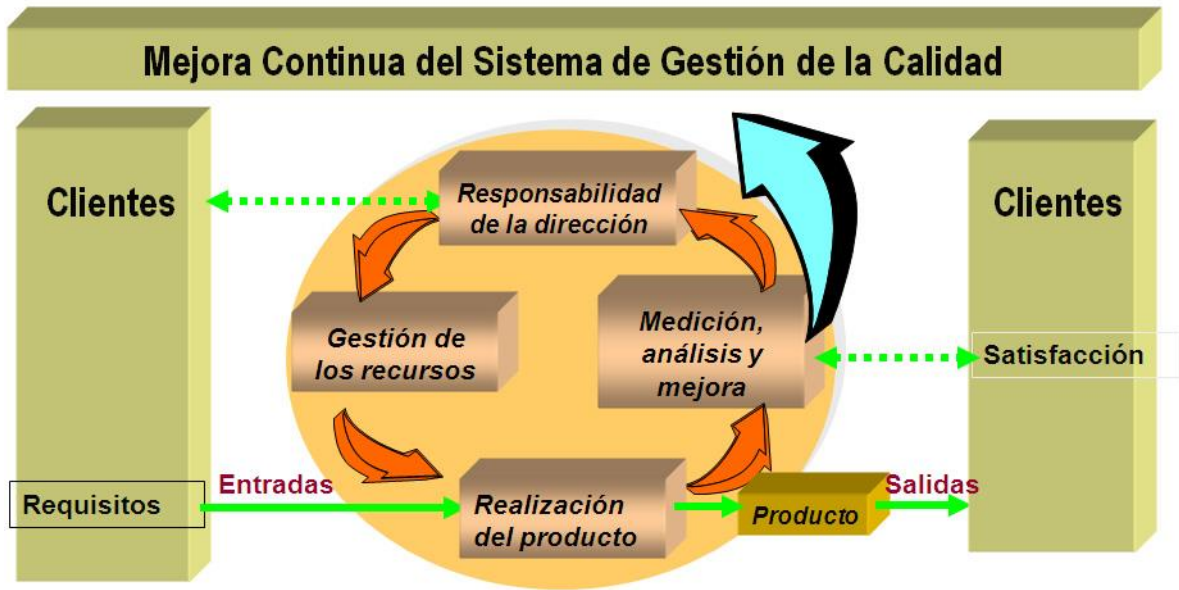 Mejora Continua del Sistema de Gestión de la Calidad
Clientes
Clientes
Responsabilidad
de la dirección
Gestión de
los recursos
Medición,
análisis y
mejora
Satisfacción
Requisitos
Entradas
Realización
del producto
Producto
Salidas